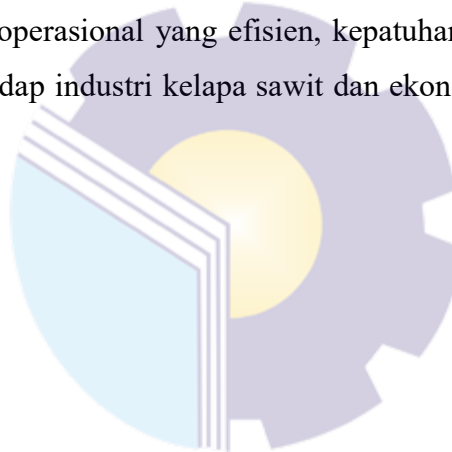 operasional yang efisien, kepatuhan
dap industri kelapa sawit dan ekon